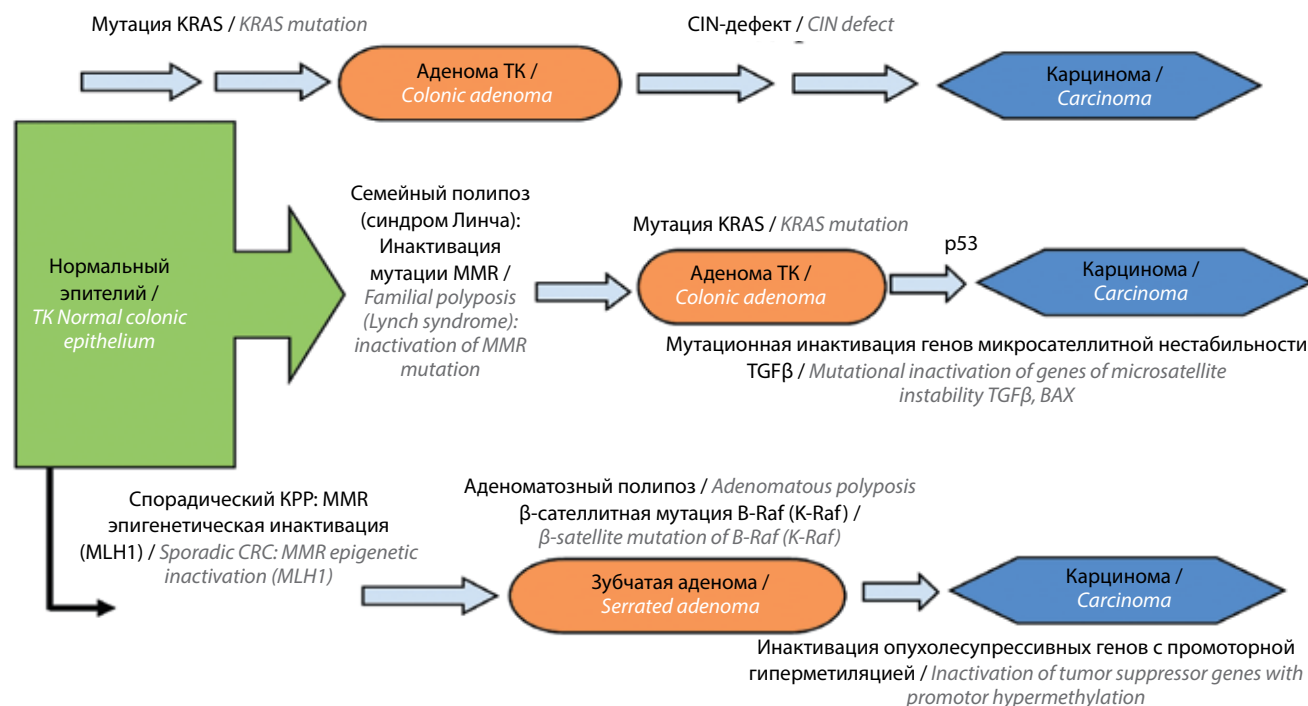 Мутация KRAS / KRAS mutation
CIN-дефект / CIN defect
Аденома ТК /
Colonic adenoma
Карцинома /
Carcinoma
Нормальный
эпителий /
TK Normal colonic
epithelium
Семейный полипоз
(синдром Линча):
Инактивация
мутации MMR /
Familial polyposis
(Lynch syndrome):
inactivation of MMR
mutation
Мутация KRAS / KRAS mutation
Аденома ТК /
Colonic adenoma
p53
Карцинома /
Carcinoma
Мутационная инактивация генов микросателлитной нестабильности
TGFβ / Mutational inactivation of genes of microsatellite
instability TGFβ, BAX
Спорадический КРР: MMR
эпигенетическая инактивация
(MLH1) / Sporadic CRC: MMR epigenetic
inactivation (MLH1)
Аденоматозный полипоз / Adenomatous polyposis
β-сателлитная мутация B-Raf (K-Raf) /
β-satellite mutation of B-Raf (K-Raf)
Зубчатая аденома /
Serrated adenoma
Карцинома /
Carcinoma
Инактивация опухолесупрессивных генов с промоторной
гиперметиляцией / Inactivation of tumor suppressor genes with
promotor hypermethylation